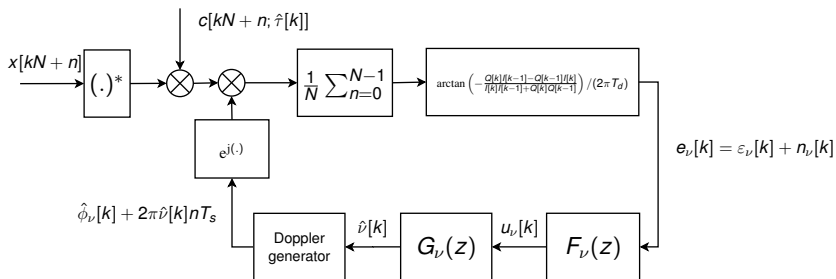 c[kN + n; τ̂[k]]
x[kN + n]
(.)*
1/N ∑_{n=0}^{N−1}
arctan (−(Q[k]I[k−1]−Q[k−1]I[k])/(I[k]I[k−1]+Q[k]Q[k−1])) /(2πT_d)
e^{j(.)}
e_ν[k] = ε_ν[k] + n_ν[k]
ϕ̂_ν[k] + 2πν̂[k]nT_s
Doppler
generator
ν̂[k]
G_ν(z)
u_ν[k]
F_ν(z)